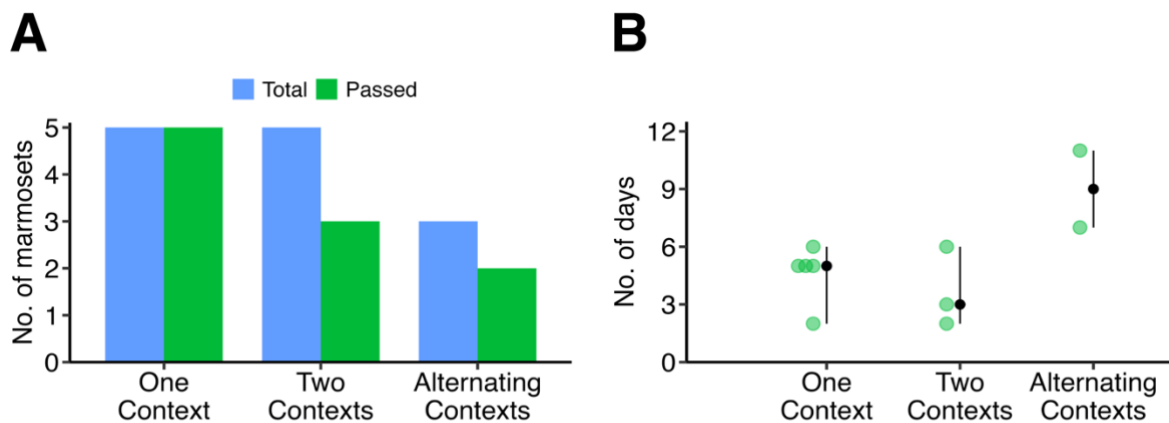 A
Total Passed
No. of marmosets
5
4
3
2
1
0
One Context
Two Contexts
Alternating Contexts
B
No. of days
12
9
6
3
0
One Context
Two Contexts
Alternating Contexts